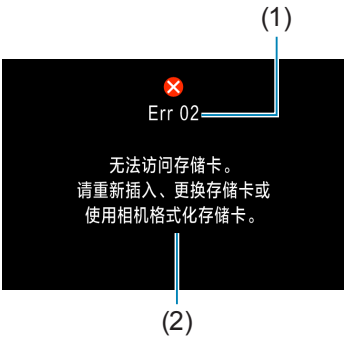 (1)
Err 02
无法访问存储卡。
请重新插入、更换存储卡或
使用相机格式化存储卡。
(2)